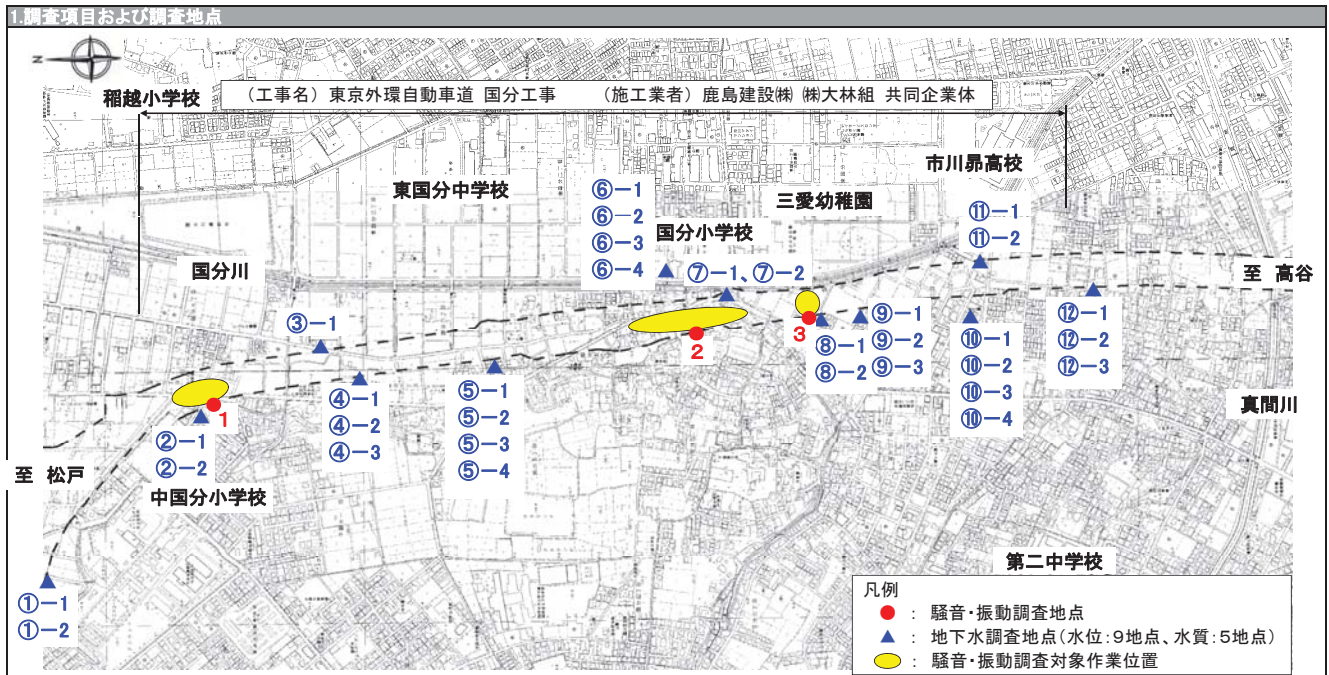 1.調査項目および調査地点
N
稲越小学校
（工事名）東京外環自動車道 国分工事　　（施工業者）鹿島建設㈱ ㈱大林組 共同企業体
市川昴高校
東国分中学校
⑥－1
⑥－2
⑥－3
⑥－4
三愛幼稚園
国分小学校
⑪－1
⑪－2
国分川
⑦－1、⑦－2
至 高谷
③－1
2
3
⑧－1
⑧－2
⑨－1
⑨－2
⑨－3
⑩－1
⑩－2
⑩－3
⑩－4
⑫－1
⑫－2
⑫－3
1
②－1
②－2
④－1
④－2
④－3
⑤－1
⑤－2
⑤－3
⑤－4
真間川
至 松戸
中国分小学校
①－1
①－2
第二中学校
凡例
： 騒音・振動調査地点
： 地下水調査地点（水位：9地点、水質：5地点）
： 騒音・振動調査対象作業位置